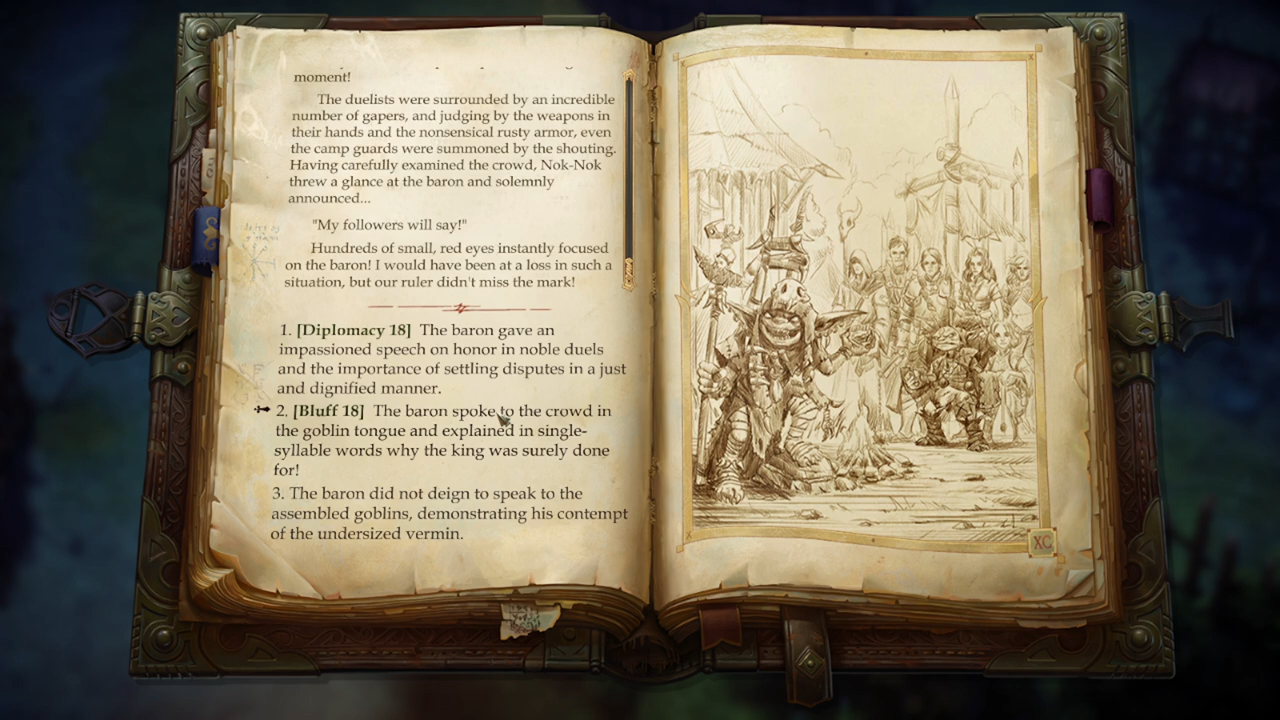 moment!
The duelists were surrounded by an incredible
number of gapers, and judging by the weapons in
their hands and the nonsensical rusty armor, even
the camp guards were summoned by the shouting.
Having carefully examined the crowd, Nok-Nok
threw a glance at the baron and solemnly
announced...
"My followers will say!"
Hundreds of small, red eyes instantly focused
on the baron! I would have been at a loss in such a
situation, but our ruler didn't miss the mark!
1. [Diplomacy 18] The baron gave an
impassioned speech on honor in noble duels
and the importance of settling disputes in a just
and dignified manner.
2. [Bluff 18] The baron spoke to the crowd in
the goblin tongue and explained in single-
syllable words why the king was surely done
for!
3. The baron did not deign to speak to the
assembled goblins, demonstrating his contempt
of the undersized vermin.
XC